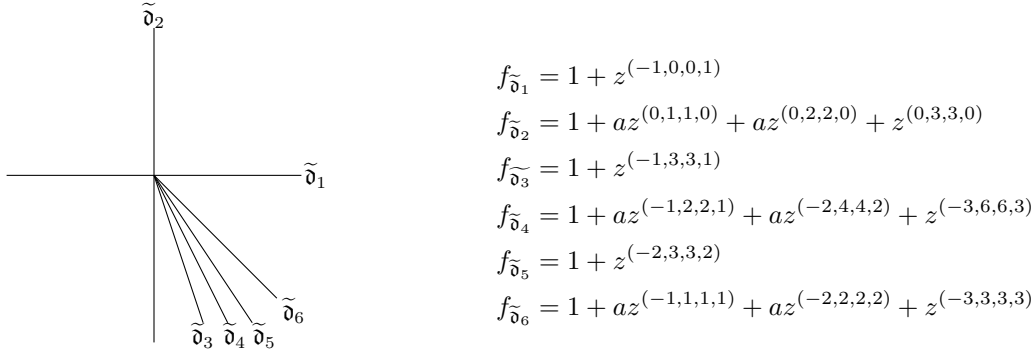 𝔡̃₂
𝔡̃₁
𝔡̃₃ 𝔡̃₄ 𝔡̃₅ 𝔡̃₆
f_{𝔡̃₁} = 1 + z^{(−1,0,0,1)}
f_{𝔡̃₂} = 1 + az^{(0,1,1,0)} + az^{(0,2,2,0)} + z^{(0,3,3,0)}
f_{𝔡̃₃} = 1 + z^{(−1,3,3,1)}
f_{𝔡̃₄} = 1 + az^{(−1,2,2,1)} + az^{(−2,4,4,2)} + z^{(−3,6,6,3)}
f_{𝔡̃₅} = 1 + z^{(−2,3,3,2)}
f_{𝔡̃₆} = 1 + az^{(−1,1,1,1)} + az^{(−2,2,2,2)} + z^{(−3,3,3,3)}